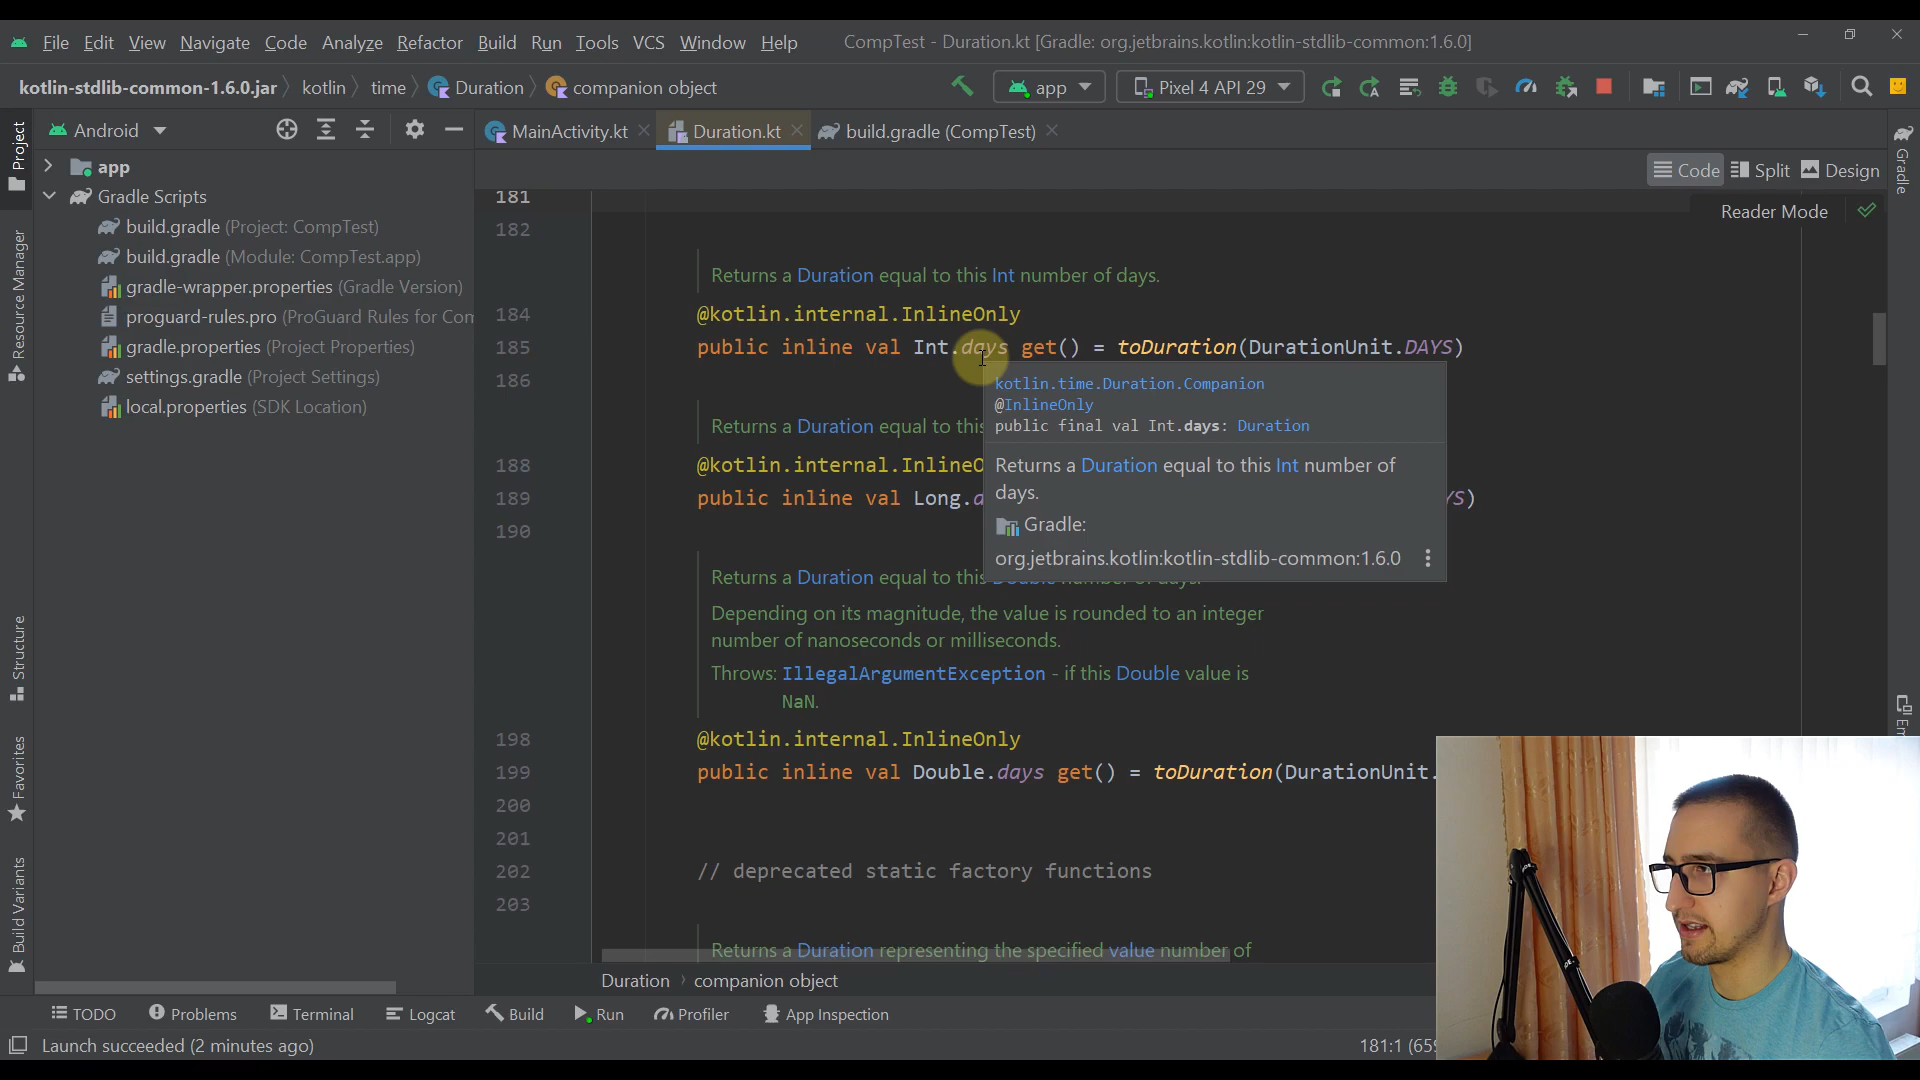 File Edit View Navigate Code Analyze Refactor Build Run Tools VCS Window Help CompTest - Duration.kt [Gradle: org.jetbrains.kotlin:kotlin-stdlib-common:1.6.0]
kotlin-stdlib-common-1.6.0.jar kotlin time Duration companion object app Pixel 4 API 29
Project
Resource Manager
Structure
Favorites
Build Variants
Android
app
Gradle Scripts
build.gradle (Project: CompTest)
build.gradle (Module: CompTest.app)
gradle-wrapper.properties (Gradle Version)
proguard-rules.pro (ProGuard Rules for Com
gradle.properties (Project Properties)
settings.gradle (Project Settings)
local.properties (SDK Location)
MainActivity.kt Duration.kt build.gradle (CompTest)
Code Split Design
Reader Mode
181
182
Returns a Duration equal to this Int number of days.
184 @kotlin.internal.InlineOnly
185 public inline val Int.days get() = toDuration(DurationUnit.DAYS)
186
Returns a Duration equal to this
188 @kotlin.internal.InlineO
189 public inline val Long.d YS)
190
kotlin.time.Duration.Companion
@InlineOnly
public final val Int.days: Duration
Returns a Duration equal to this Int number of
days.
Gradle:
org.jetbrains.kotlin:kotlin-stdlib-common:1.6.0
Returns a Duration equal to this Double number of days.
Depending on its magnitude, the value is rounded to an integer
number of nanoseconds or milliseconds.
Throws: IllegalArgumentException - if this Double value is
NaN.
198 @kotlin.internal.InlineOnly
199 public inline val Double.days get() = toDuration(DurationUnit.
200
201
202 // deprecated static factory functions
203
Returns a Duration representing the specified value number of
Duration companion object
Gradle
Em
TODO Problems Terminal Logcat Build Run Profiler App Inspection
Launch succeeded (2 minutes ago)
181:1 (659